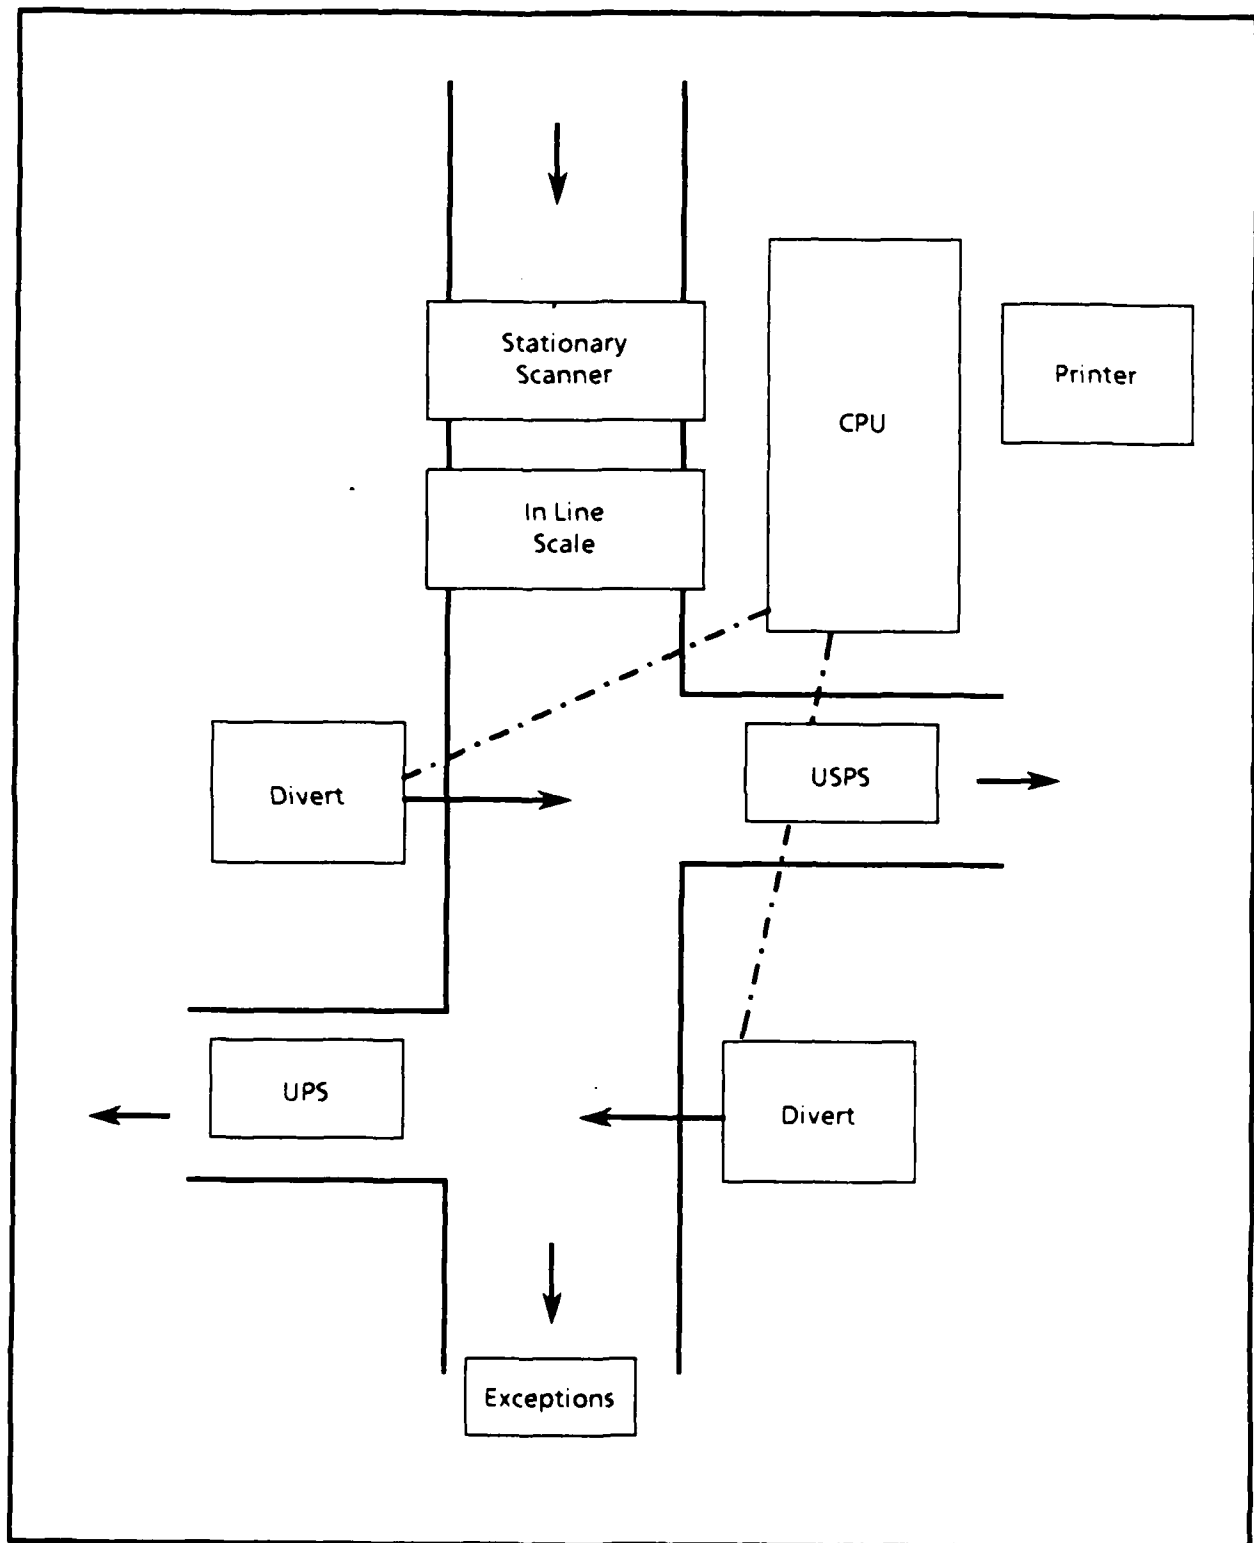 Stationary
Scanner
CPU
Printer
In Line
Scale
Divert
USPS
UPS
Divert
Exceptions